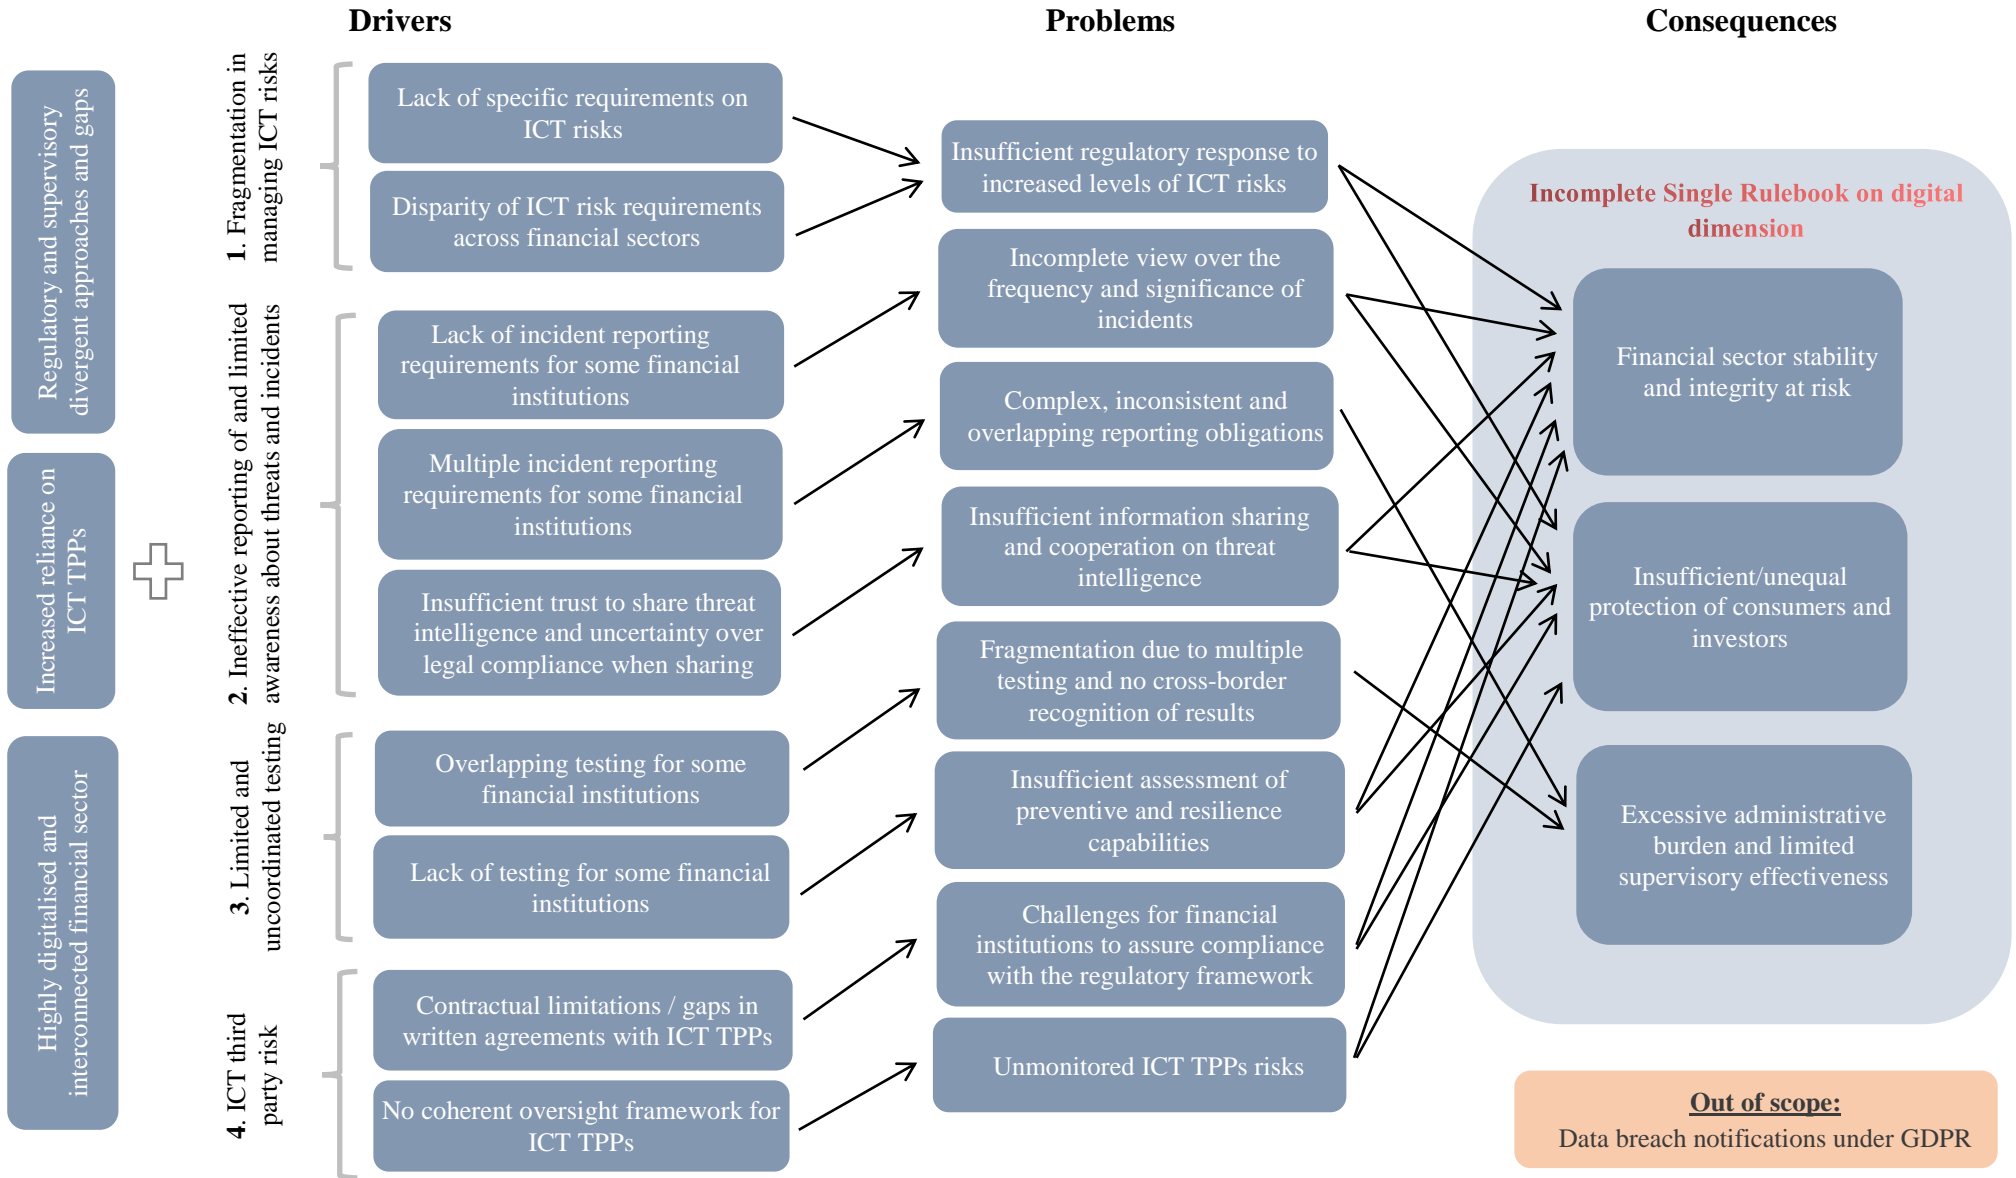 Drivers
Problems
Consequences
Regulatory and supervisory
divergent approaches and gaps
Increased reliance on
ICT TPPs
Highly digitalised and
interconnected financial sector
1. Fragmentation in
managing ICT risks
Lack of specific requirements on
ICT risks
Disparity of ICT risk requirements
across financial sectors
2. Ineffective reporting of and limited
awareness about threats and incidents
Lack of incident reporting
requirements for some financial
institutions
Multiple incident reporting
requirements for some financial
institutions
Insufficient trust to share threat
intelligence and uncertainty over
legal compliance when sharing
3. Limited and
uncoordinated testing
Overlapping testing for some
financial institutions
Lack of testing for some financial
institutions
4. ICT third
party risk
Contractual limitations / gaps in
written agreements with ICT TPPs
No coherent oversight framework for
ICT TPPs
Insufficient regulatory response to
increased levels of ICT risks
Incomplete view over the
frequency and significance of
incidents
Complex, inconsistent and
overlapping reporting obligations
Insufficient information sharing
and cooperation on threat
intelligence
Fragmentation due to multiple
testing and no cross-border
recognition of results
Insufficient assessment of
preventive and resilience
capabilities
Challenges for financial
institutions to assure compliance
with the regulatory framework
Unmonitored ICT TPPs risks
Incomplete Single Rulebook on digital
dimension
Financial sector stability
and integrity at risk
Insufficient/unequal
protection of consumers and
investors
Excessive administrative
burden and limited
supervisory effectiveness
Out of scope:
Data breach notifications under GDPR